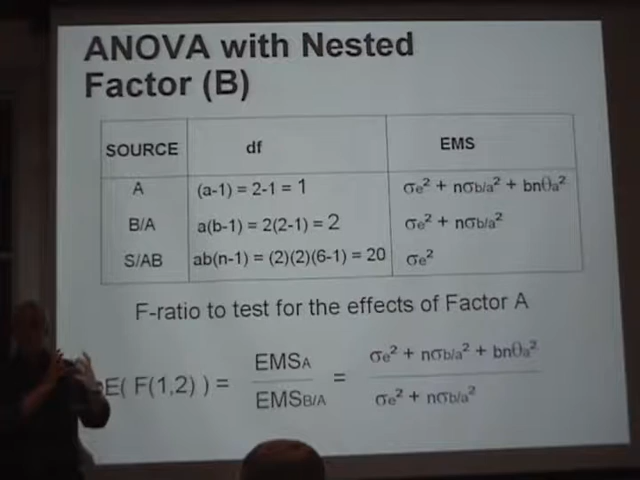 ANOVA with Nested
Factor (B)
SOURCE df EMS
A (a-1) = 2-1 = 1 σe² + nσb/a² + bnθa²
B/A a(b-1) = 2(2-1) = 2 σe² + nσb/a²
S/AB ab(n-1) = (2)(2)(6-1) = 20 σe²
F-ratio to test for the effects of Factor A
E( F(1,2) ) = EMSA / EMSB/A = σe² + nσb/a² + bnθa² / σe² + nσb/a²